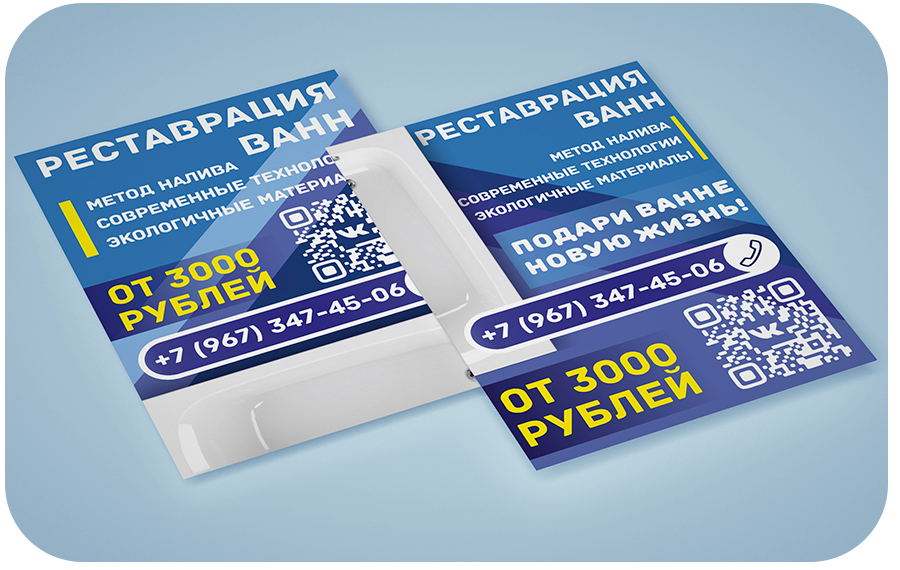 РЕСТАВРАЦИЯ
ВАНН
МЕТОД НАЛИВА
СОВРЕМЕННЫЕ ТЕХНОЛО
ЭКОЛОГИЧНЫЕ МАТЕРИА
ОТ 3000
РУБЛЕЙ
+7 (967) 347-45-06
РЕСТАВРАЦИЯ
ВАНН
МЕТОД НАЛИВА
СОВРЕМЕННЫЕ ТЕХНОЛОГИИ
ЭКОЛОГИЧНЫЕ МАТЕРИАЛЫ
ПОДАРИ ВАННЕ
НОВУЮ ЖИЗНЬ!
+7 (967) 347-45-06
ОТ 3000
РУБЛЕЙ